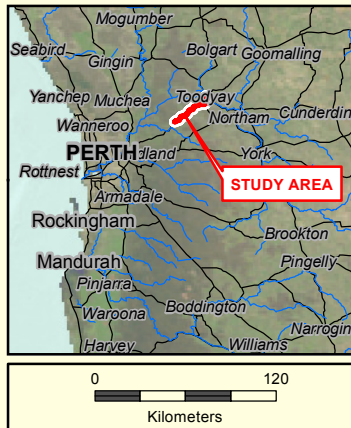 Mogumber
Seabird
Bolgart
Goomalling
Gingin
Yanchep
Muchea
Toodyay
Cunderdin
Wanneroo
Northam
PERTH
dland
York
Rottnest
STUDY AREA
Armadale
Rockingham
Brookton
Mandurah
Pingelly
Pinjarra
Boddington
Waroona
Narrogin
Harvey
Williams
0 120
Kilometers